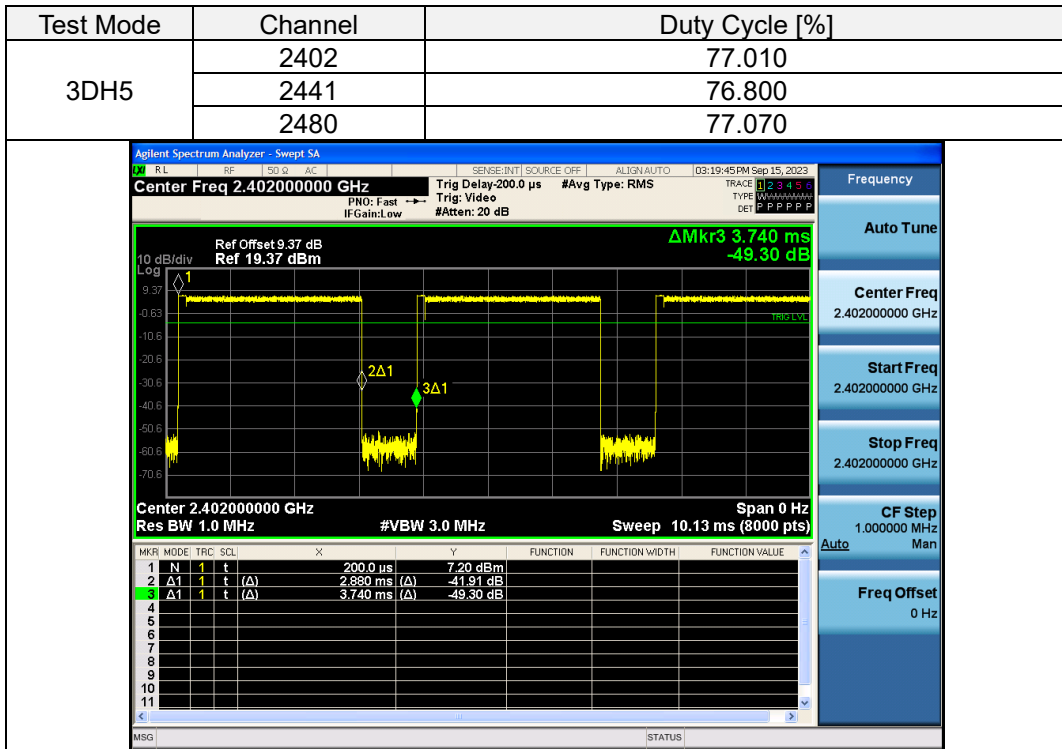 Test Mode Channel Duty Cycle [%]
3DH5
2402 77.010
2441 76.800
2480 77.070
Agilent Spectrum Analyzer - Swept SA
LXI RL RF 50 Ω AC SENSE:INT SOURCE OFF ALIGN AUTO 03:19:45 PM Sep 15, 2023
Center Freq 2.402000000 GHz
PNO: Fast
IFGain:Low
Trig Delay-200.0 µs #Avg Type: RMS
Trig: Video
#Atten: 20 dB
TRACE 1 2 3 4 5 6
TYPE WWWWWW
DET P P P P P P
Ref Offset 9.37 dB
10 dB/div Ref 19.37 dBm
Log
ΔMkr3 3.740 ms
-49.30 dB
9.37
-0.63
-10.6
-20.6
-30.6
-40.6
-50.6
-60.6
-70.6
1
2Δ1
3Δ1
TRIG LVL
Center 2.402000000 GHz Span 0 Hz
Res BW 1.0 MHz #VBW 3.0 MHz Sweep 10.13 ms (8000 pts)
MKR MODE TRC SCL X Y FUNCTION FUNCTION WIDTH FUNCTION VALUE
1 N 1 t 200.0 µs 7.20 dBm
2 Δ1 1 t (Δ) 2.880 ms (Δ) -41.91 dB
3 Δ1 1 t (Δ) 3.740 ms (Δ) -49.30 dB
4
5
6
7
8
9
10
11
MSG STATUS
Frequency
Auto Tune
Center Freq
2.402000000 GHz
Start Freq
2.402000000 GHz
Stop Freq
2.402000000 GHz
CF Step
1.000000 MHz
Auto Man
Freq Offset
0 Hz